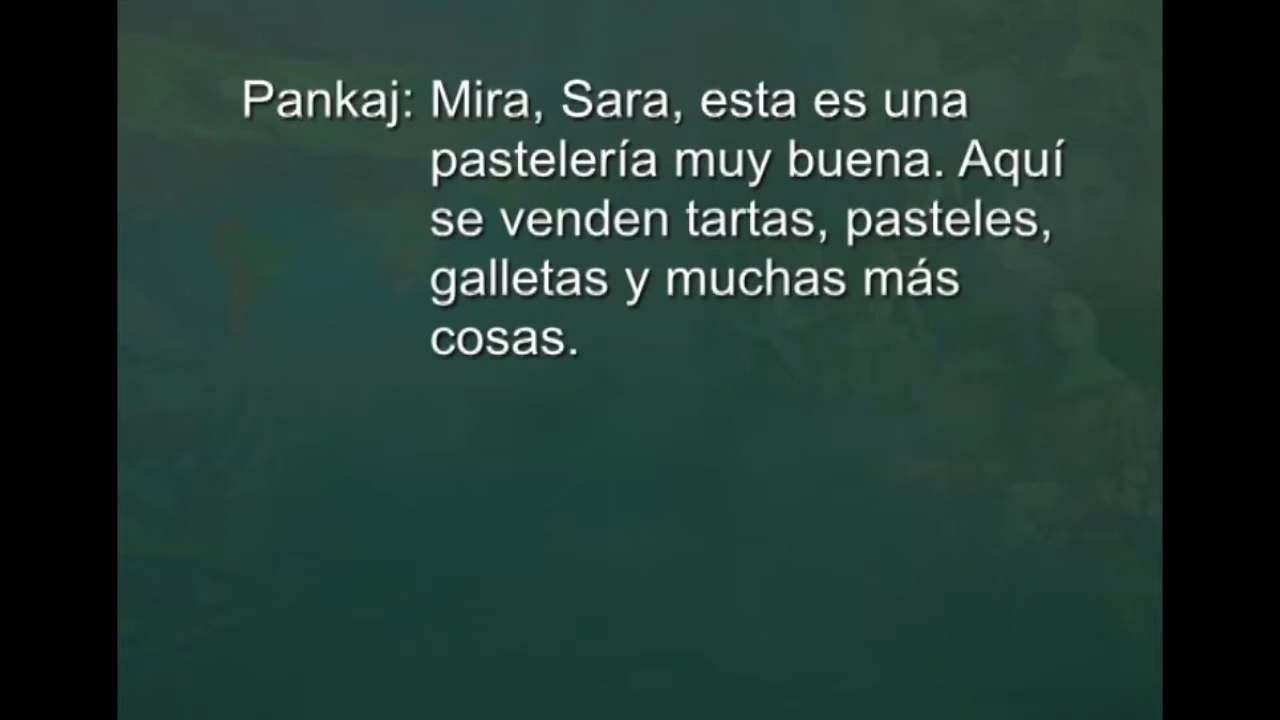 Pankaj: Mira, Sara, esta es una
pastelería muy buena. Aquí
se venden tartas, pasteles,
galletas y muchas más
cosas.